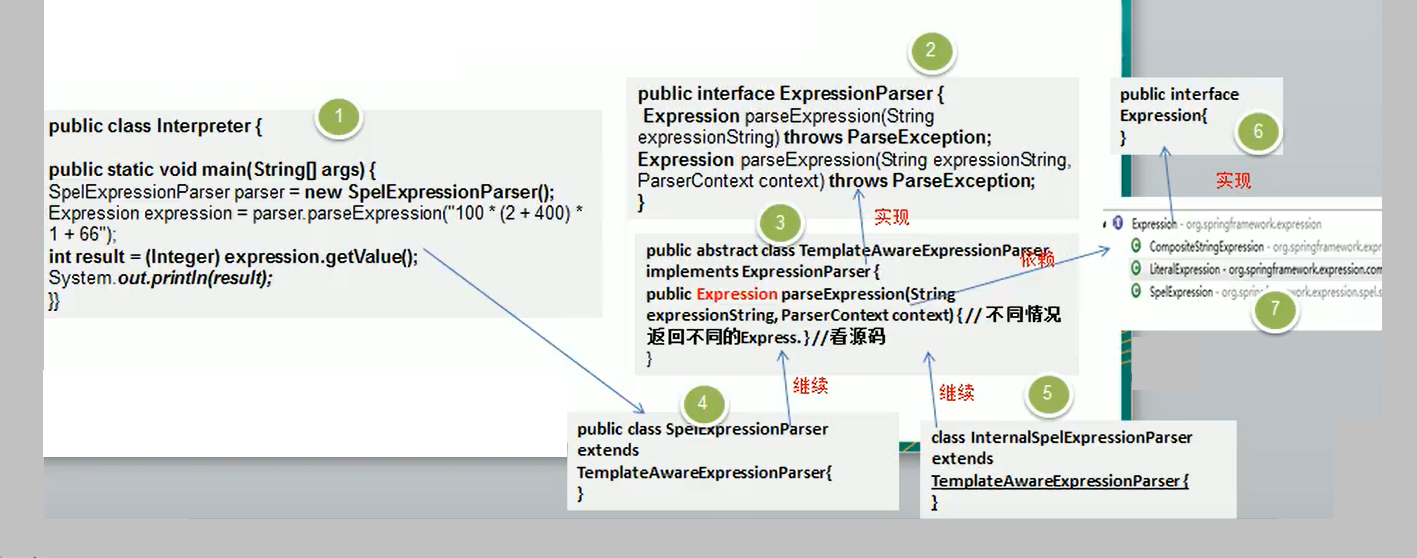 1
public class Interpreter {
public static void main(String[] args) {
SpelExpressionParser parser = new SpelExpressionParser();
Expression expression = parser.parseExpression("100 * (2 + 400) *
1 + 66");
int result = (Integer) expression.getValue();
System.out.println(result);
}}
2
public interface ExpressionParser {
Expression parseExpression(String
expressionString) throws ParseException;
Expression parseExpression(String expressionString,
ParserContext context) throws ParseException;
}
实现
3
public abstract class TemplateAwareExpressionParser
implements ExpressionParser {
public Expression parseExpression(String
expressionString, ParserContext context) { // 不同情况
返回不同的Express. } //看源码
}
依赖
继续
继续
4
public class SpelExpressionParser
extends
TemplateAwareExpressionParser{
}
5
class InternalSpelExpressionParser
extends
TemplateAwareExpressionParser {
}
public interface
Expression{
}
6
实现
Expression - org.springframework.expression
CompositeStringExpression - org.springframework.expr
LiteralExpression - org.springframework.expression.com
SpelExpression - org.sprin work.expression.spel.s
7